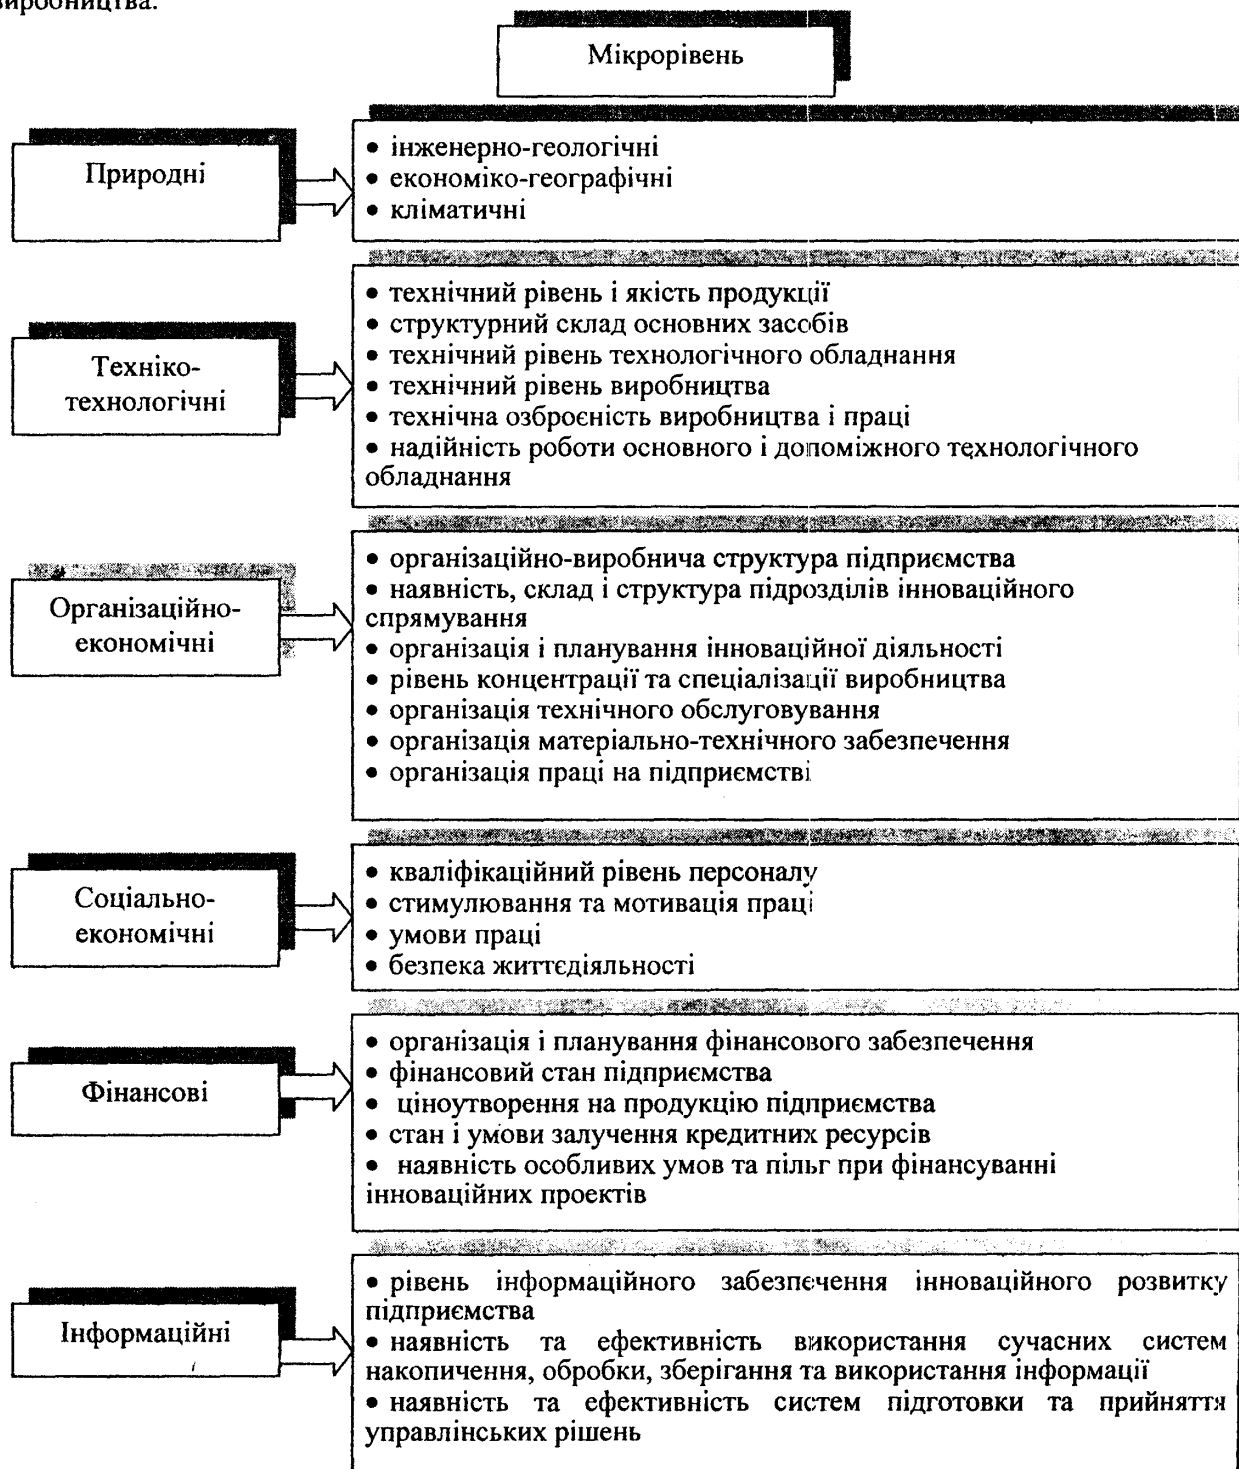 виробництва.
Мікрорівень
Природні
• інженерно-геологічні
• економіко-географічні
• кліматичні
Техніко-
технологічні
• технічний рівень і якість продукції
• структурний склад основних засобів
• технічний рівень технологічного обладнання
• технічний рівень виробництва
• технічна озброєність виробництва і праці
• надійність роботи основного і допоміжного технологічного
обладнання
Організаційно-
економічні
• організаційно-виробнича структура підприємства
• наявність, склад і структура підрозділів інноваційного
спрямування
• організація і планування інноваційної діяльності
• рівень концентрації та спеціалізації виробництва
• організація технічного обслуговування
• організація матеріально-технічного забезпечення
• організація праці на підприємстві
Соціально-
економічні
• кваліфікаційний рівень персоналу
• стимулювання та мотивація праці
• умови праці
• безпека життєдіяльності
Фінансові
• організація і планування фінансового забезпечення
• фінансовий стан підприємства
• ціноутворення на продукцію підприємства
• стан і умови залучення кредитних ресурсів
• наявність особливих умов та пільг при фінансуванні
інноваційних проектів
Інформаційні
• рівень інформаційного забезпечення інноваційного розвитку
підприємства
• наявність та ефективність використання сучасних систем
накопичення, обробки, зберігання та використання інформації
• наявність та ефективність систем підготовки та прийняття
управлінських рішень